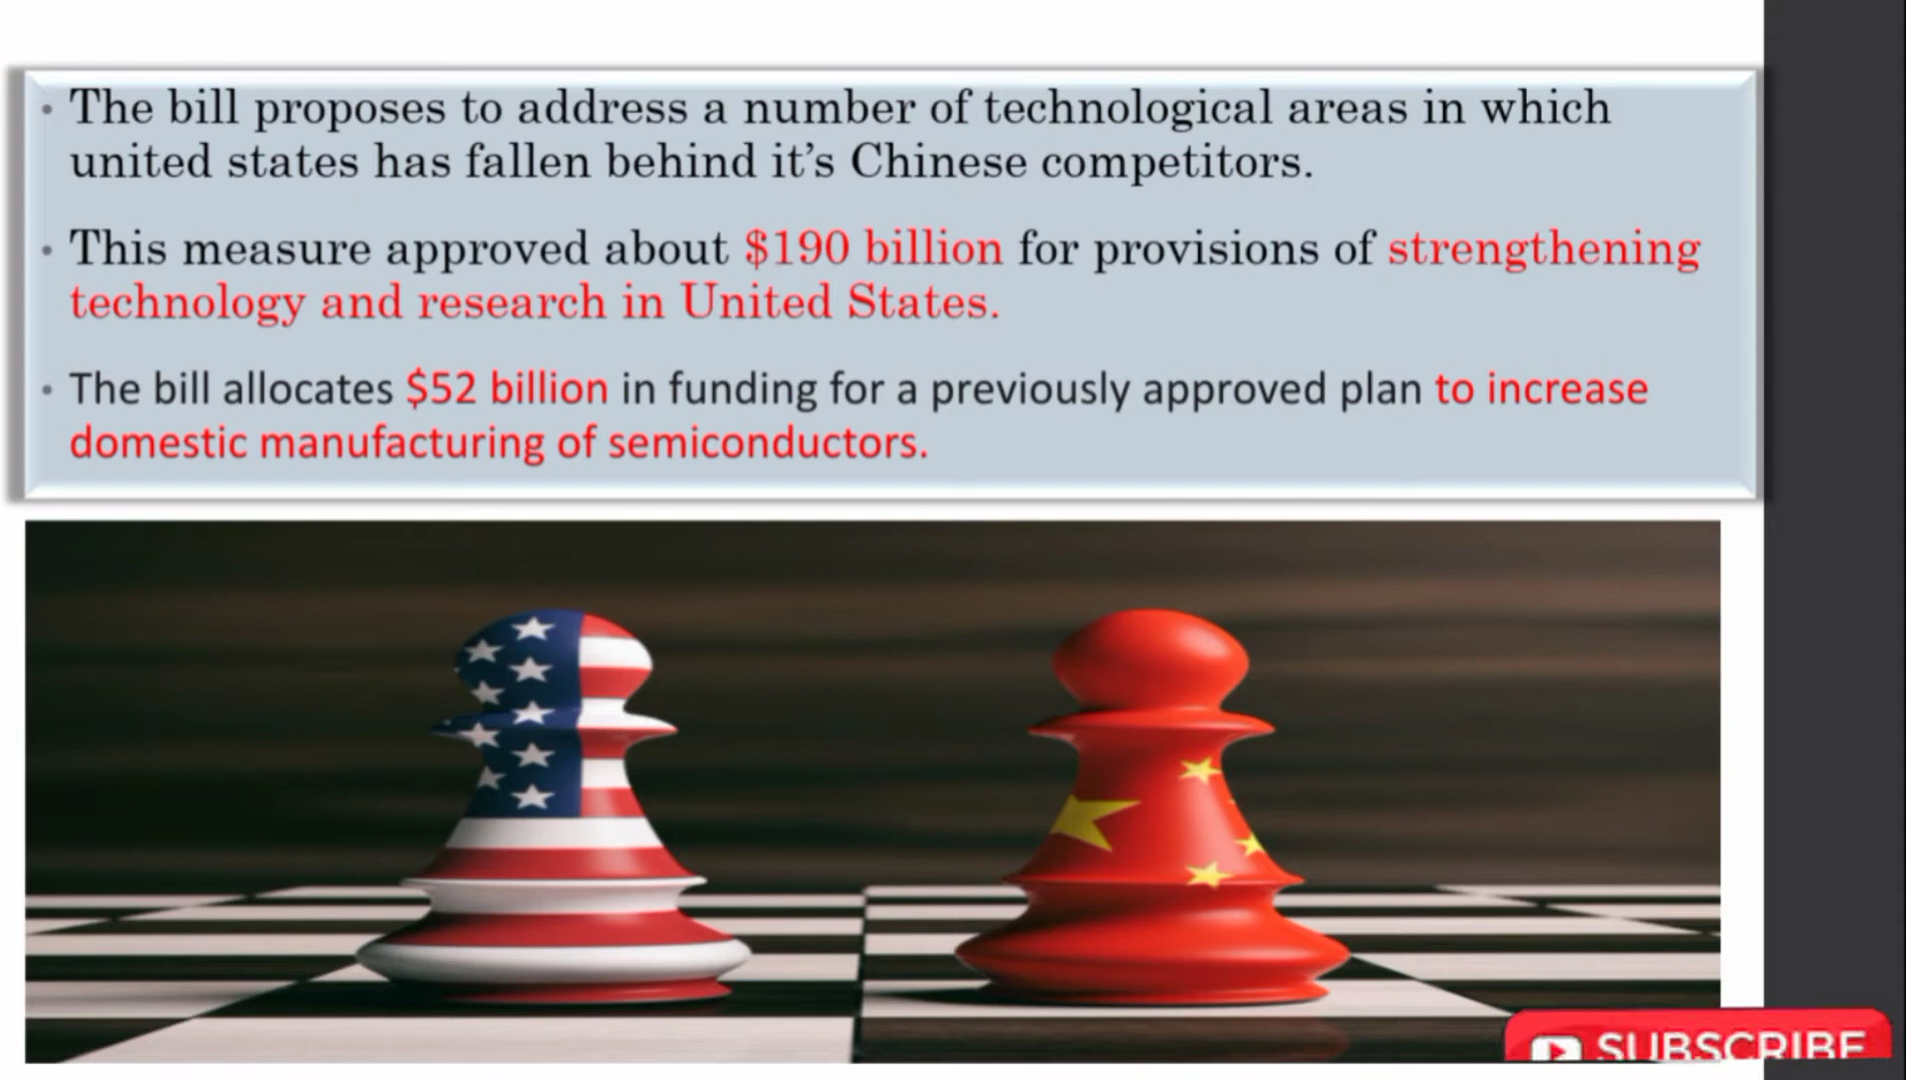 • The bill proposes to address a number of technological areas in which
united states has fallen behind it’s Chinese competitors.
• This measure approved about $190 billion for provisions of strengthening
technology and research in United States.
• The bill allocates $52 billion in funding for a previously approved plan to increase
domestic manufacturing of semiconductors.
SUBSCRIBE